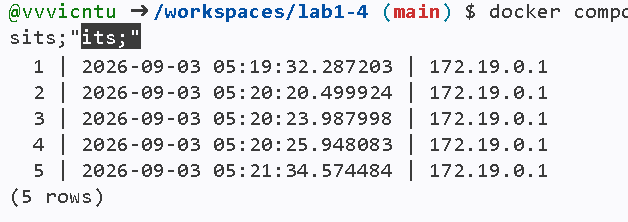 @vvvicntu ➜/workspaces/lab1-4 (main) $ docker compo
sits;"its;"
1 | 2026-09-03 05:19:32.287203 | 172.19.0.1
2 | 2026-09-03 05:20:20.499924 | 172.19.0.1
3 | 2026-09-03 05:20:23.987998 | 172.19.0.1
4 | 2026-09-03 05:20:25.948083 | 172.19.0.1
5 | 2026-09-03 05:21:34.574484 | 172.19.0.1
(5 rows)